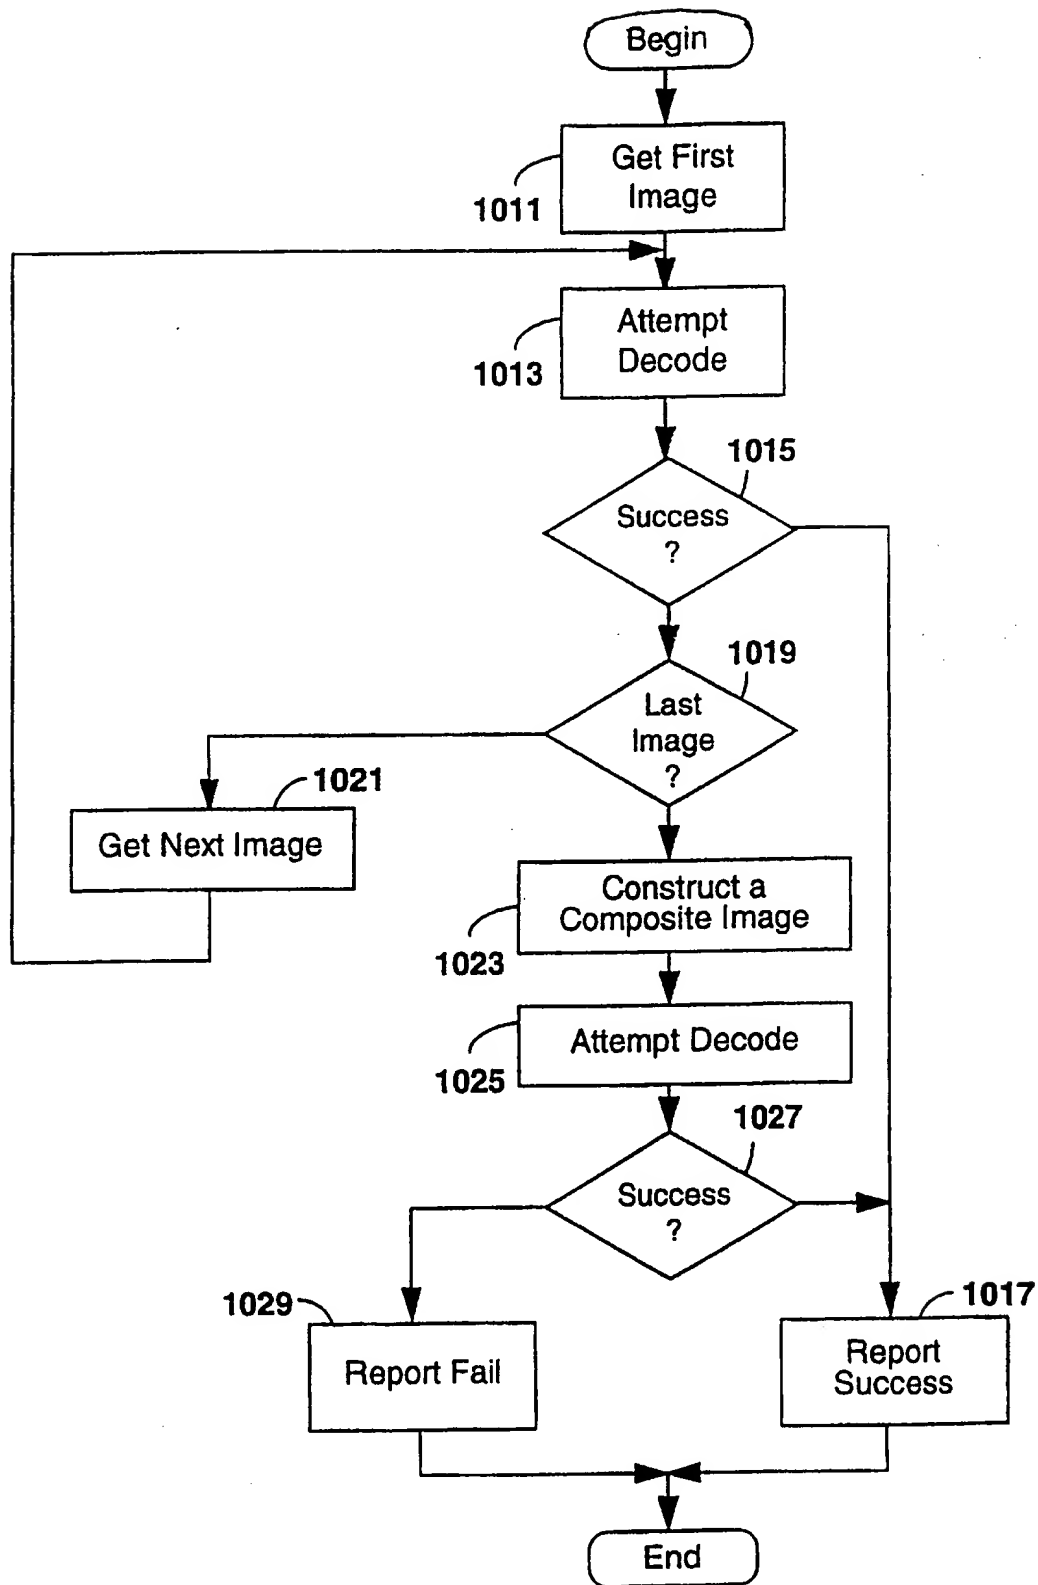 Begin
Get First
Image
1011
Attempt
Decode
1013
1015
Success
?
1019
Last
Image
?
1021
Get Next Image
Construct a
Composite Image
1023
Attempt Decode
1025
1027
Success
?
1029
Report Fail
1017
Report
Success
End